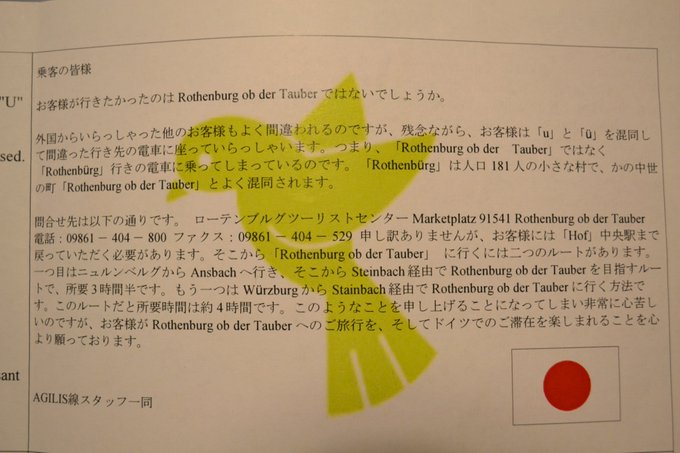 乗客の皆様
"U"
お客様が行きたかったのは Rothenburg ob der Tauber ではないでしょうか。
外国からいらっしゃった他のお客様もよく間違われるのですが、残念ながら、お客様は「u」と「ü」を混同し
sed.
て間違った行き先の電車に座っていらっしゃいます。つまり、「Rothenburg ob der Tauber」ではなく
「Rothenbürg」行きの電車に乗ってしまっているのです。「Rothenbürg」は人口 181 人の小さな村で、かの中世
の町「Rothenburg ob der Tauber」とよく混同されます。
問合せ先は以下の通りです。 ローテンブルグツーリストセンター Marketplatz 91541 Rothenburg ob der Tauber
電話：09861 － 404 － 800 ファクス：09861 － 404 － 529 申し訳ありませんが、お客様には「Hof」中央駅まで
戻っていただく必要があります。そこから「Rothenburg ob der Tauber」 に行くには二つのルートがあります。
一つ目はニュルンベルグから Ansbach へ行き、そこから Steinbach 経由で Rothenburg ob der Tauber を目指すルー
トで、所要 3 時間半です。もう一つは Würzburg から Stainbach 経由で Rothenburg ob der Tauber に行く方法で
す。このルートだと所要時間は約 4 時間です。 このようなことを申し上げることになってしまい非常に心苦し
いのですが、お客様が Rothenburg ob der Tauber へのご旅行を、そしてドイツでのご滞在を楽しまれることを心
より願っております。
ant
AGILIS線スタッフ一同